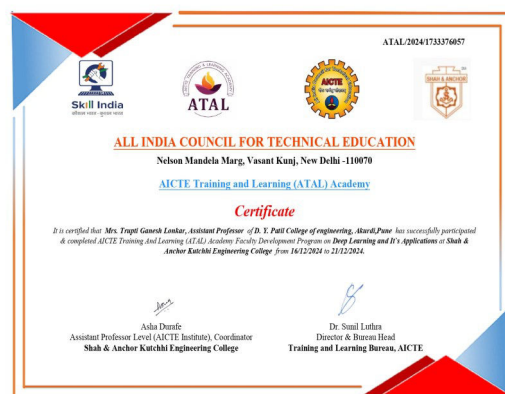 ATAL/2024/1733376057
Skill India
कौशल भारत - कुशल भारत
ATAL
AICTE
SHAH & ANCHOR
ALL INDIA COUNCIL FOR TECHNICAL EDUCATION
Nelson Mandela Marg, Vasant Kunj, New Delhi -110070
AICTE Training and Learning (ATAL) Academy
Certificate
It is certified that Mrs. Trupti Ganesh Lonkar, Assistant Professor of D. Y. Patil College of engineering, Akurdi,Pune has successfully participated
& completed AICTE Training And Learning (ATAL) Academy Faculty Development Program on Deep Learning and It's Applications at Shah &
Anchor Kutchhi Engineering College from 16/12/2024 to 21/12/2024.
Asha Durafe
Assistant Professor Level (AICTE Institute), Coordinator
Shah & Anchor Kutchhi Engineering College
Dr. Sunil Luthra
Director & Bureau Head
Training and Learning Bureau, AICTE